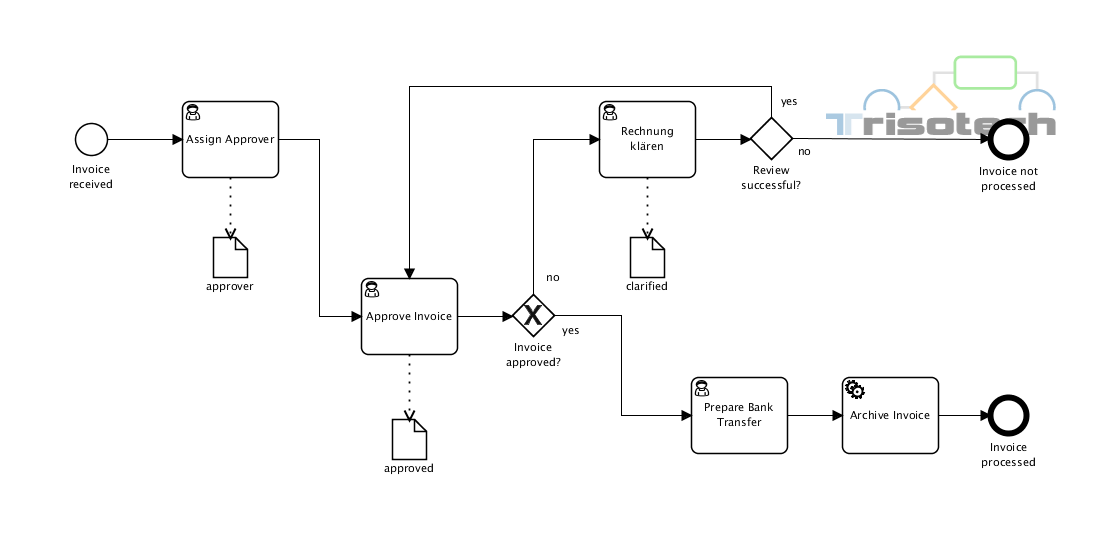 Trisotech
yes
Assign Approver
Rechnung
klären
Invoice
received
no
Review
successful?
Invoice not
processed
approver
clarified
no
Approve Invoice
X
yes
Invoice
approved?
Prepare Bank
Transfer
Archive Invoice
Invoice
processed
approved